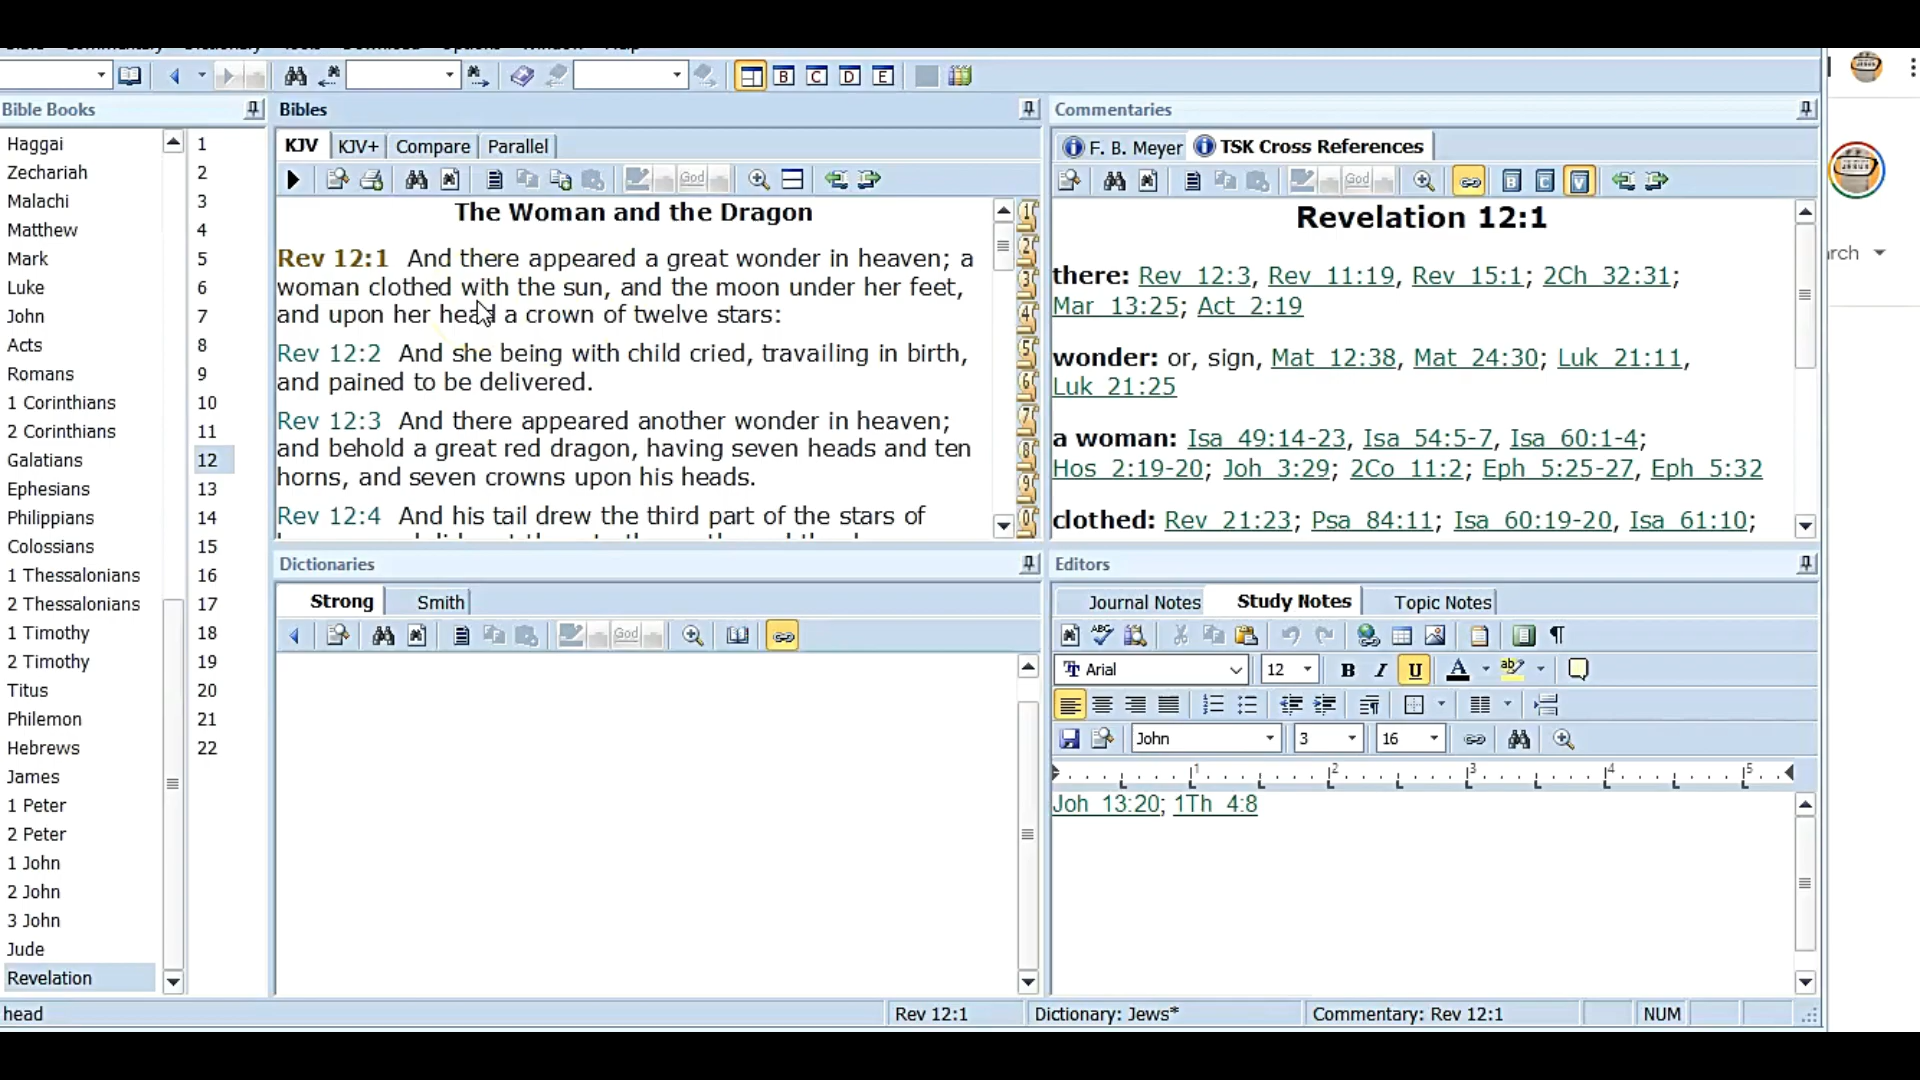 Bible Books
Haggai
Zechariah
Malachi
Matthew
Mark
Luke
John
Acts
Romans
1 Corinthians
2 Corinthians
Galatians
Ephesians
Philippians
Colossians
1 Thessalonians
2 Thessalonians
1 Timothy
2 Timothy
Titus
Philemon
Hebrews
James
1 Peter
2 Peter
1 John
2 John
3 John
Jude
Revelation
1
2
3
4
5
6
7
8
9
10
11
12
13
14
15
16
17
18
19
20
21
22
B C D E
Bibles
KJV KJV+ Compare Parallel
God
The Woman and the Dragon
Rev 12:1 And there appeared a great wonder in heaven; a
woman clothed with the sun, and the moon under her feet,
and upon her head a crown of twelve stars:
Rev 12:2 And she being with child cried, travailing in birth,
and pained to be delivered.
Rev 12:3 And there appeared another wonder in heaven;
and behold a great red dragon, having seven heads and ten
horns, and seven crowns upon his heads.
Rev 12:4 And his tail drew the third part of the stars of
Commentaries
F. B. Meyer TSK Cross References
God B C V
Revelation 12:1
there: Rev 12:3, Rev 11:19, Rev 15:1; 2Ch 32:31;
Mar 13:25; Act 2:19
wonder: or, sign, Mat 12:38, Mat 24:30; Luk 21:11,
Luk 21:25
a woman: Isa 49:14-23, Isa 54:5-7, Isa 60:1-4;
Hos 2:19-20; Joh 3:29; 2Co 11:2; Eph 5:25-27, Eph 5:32
clothed: Rev 21:23; Psa 84:11; Isa 60:19-20, Isa 61:10;
Dictionaries
Strong Smith
God
Editors
Journal Notes Study Notes Topic Notes
ABC
Arial 12 B I U A ab
John 3 16
1 2 3 4 5
Joh 13:20; 1Th 4:8
head Rev 12:1 Dictionary: Jews* Commentary: Rev 12:1 NUM